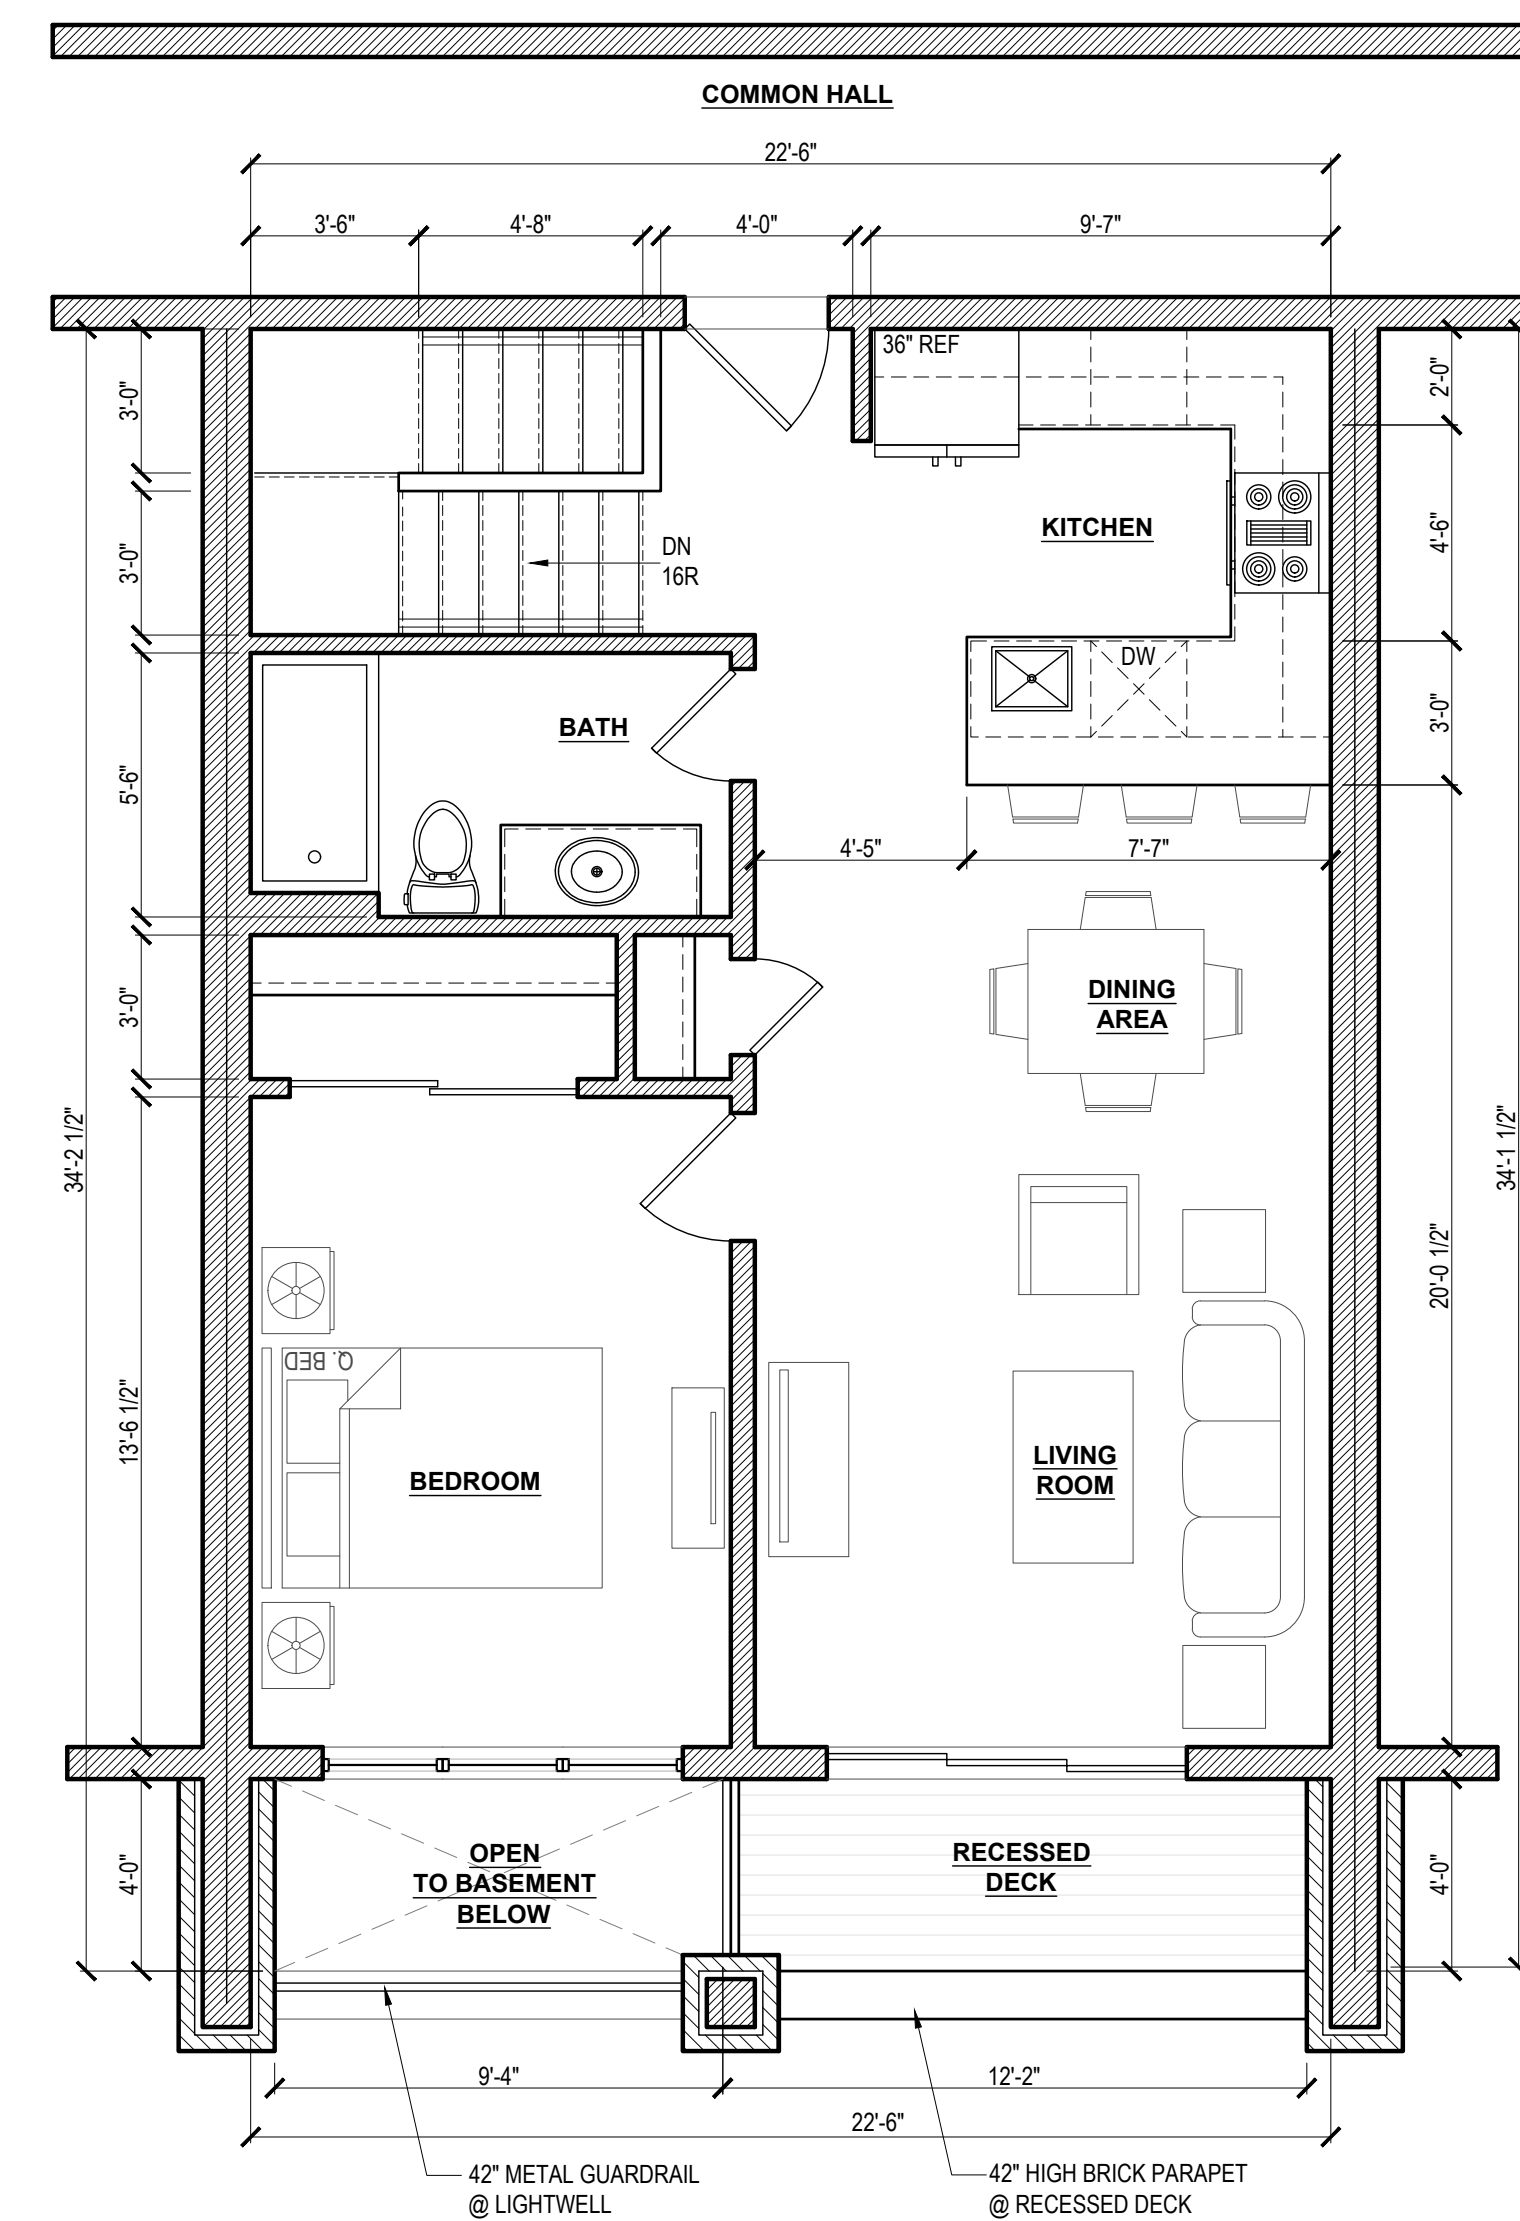 COMMON HALL
22'-6"
3'-6"
4'-8"
4'-0"
9'-7"
36" REF
3'-0"
2'-0"
KITCHEN
4'-6"
DN
16R
3'-0"
DW
BATH
3'-0"
5'-6"
4'-5"
7'-7"
DINING
AREA
3'-0"
34'-2 1/2"
34'-1 1/2"
20'-0 1/2"
Q. BED
13'-6 1/2"
BEDROOM
LIVING
ROOM
OPEN
TO BASEMENT
BELOW
RECESSED
DECK
4'-0"
4'-0"
9'-4"
12'-2"
22'-6"
42" METAL GUARDRAIL
@ LIGHTWELL
42" HIGH BRICK PARAPET
@ RECESSED DECK